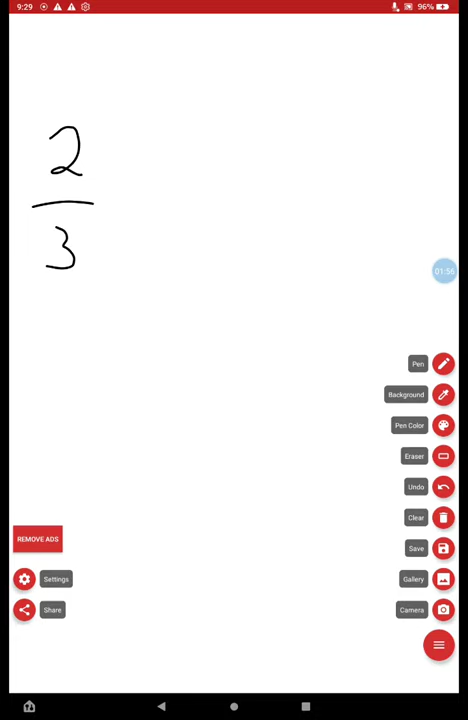 9:29
96%
2
3
01:56
Pen
Background
Pen Color
Eraser
Undo
Clear
REMOVE ADS
Save
Settings
Gallery
Share
Camera